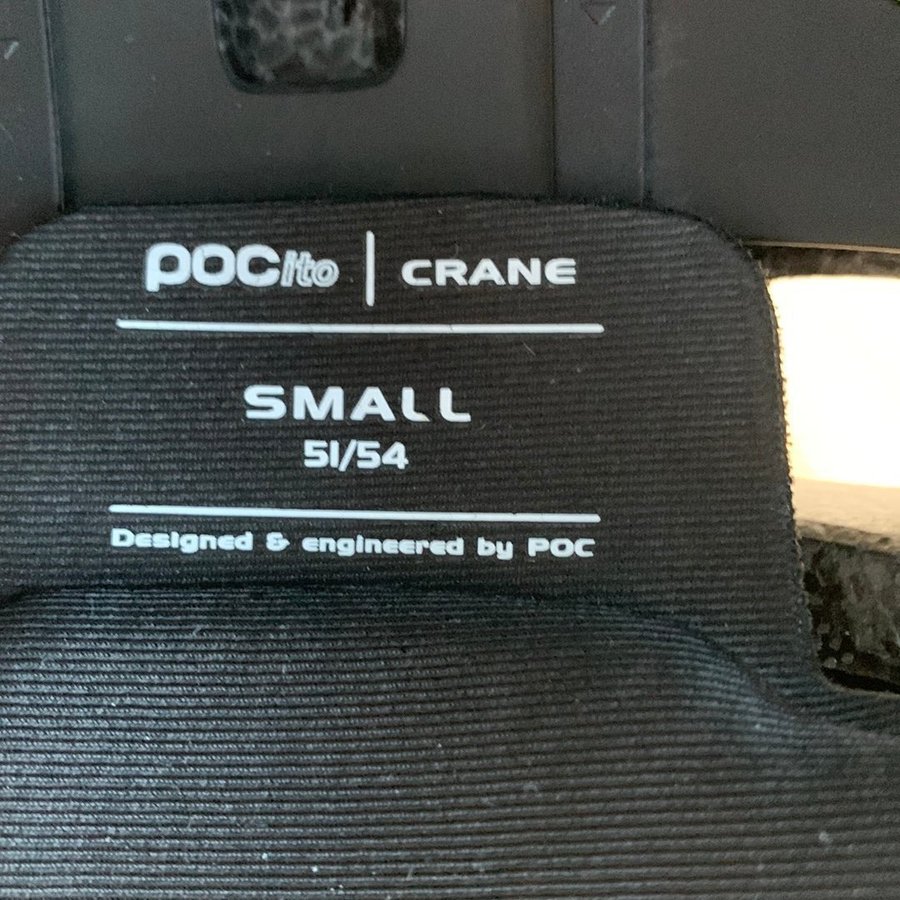 POCito | CRANE
SMALL
51/54
Designed & engineered by POC